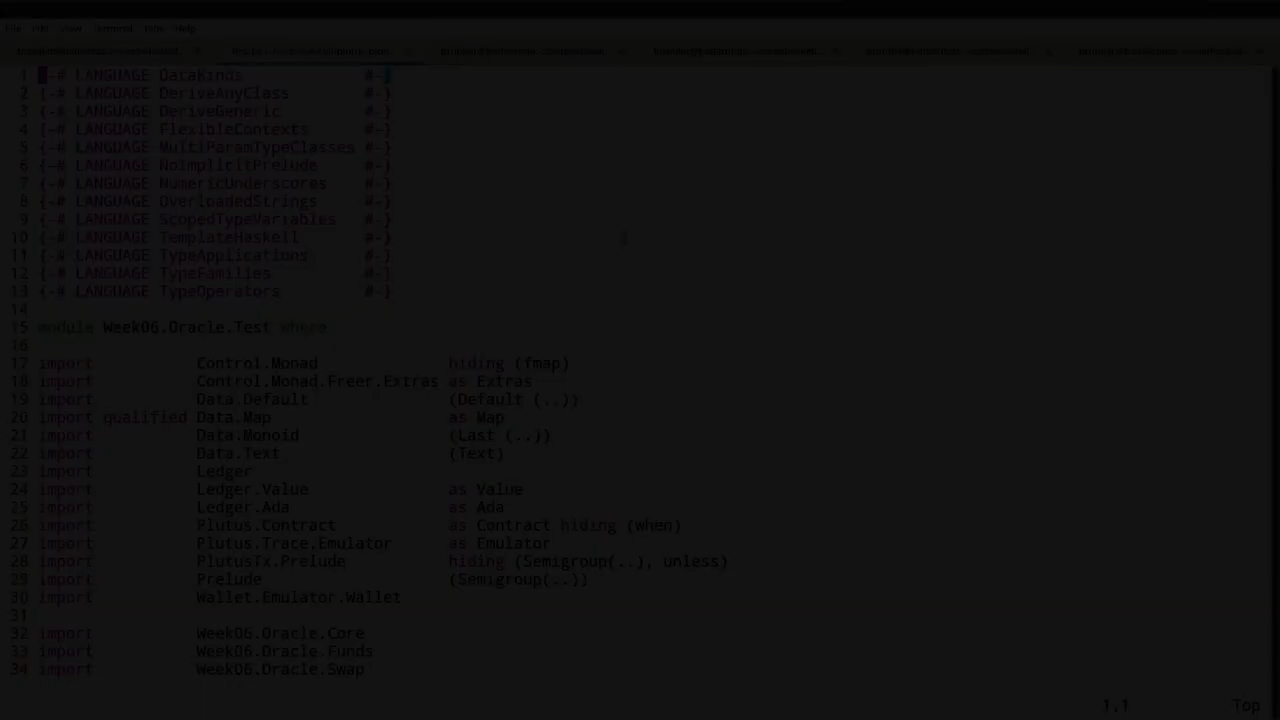 File Edit View Terminal Tabs Help
1 {-# LANGUAGE DataKinds #-}
2 {-# LANGUAGE DeriveAnyClass #-}
3 {-# LANGUAGE DeriveGeneric #-}
4 {-# LANGUAGE FlexibleContexts #-}
5 {-# LANGUAGE MultiParamTypeClasses #-}
6 {-# LANGUAGE NoImplicitPrelude #-}
7 {-# LANGUAGE NumericUnderscores #-}
8 {-# LANGUAGE OverloadedStrings #-}
9 {-# LANGUAGE ScopedTypeVariables #-}
10 {-# LANGUAGE TemplateHaskell #-}
11 {-# LANGUAGE TypeApplications #-}
12 {-# LANGUAGE TypeFamilies #-}
13 {-# LANGUAGE TypeOperators #-}
14
15 module Week06.Oracle.Test where
16
17 import Control.Monad hiding (fmap)
18 import Control.Monad.Freer.Extras as Extras
19 import Data.Default (Default (..))
20 import qualified Data.Map as Map
21 import Data.Monoid (Last (..))
22 import Data.Text (Text)
23 import Ledger
24 import Ledger.Value as Value
25 import Ledger.Ada as Ada
26 import Plutus.Contract as Contract hiding (when)
27 import Plutus.Trace.Emulator as Emulator
28 import PlutusTx.Prelude hiding (Semigroup(..), unless)
29 import Prelude (Semigroup(..))
30 import Wallet.Emulator.Wallet
31
32 import Week06.Oracle.Core
33 import Week06.Oracle.Funds
34 import Week06.Oracle.Swap
1,1 Top